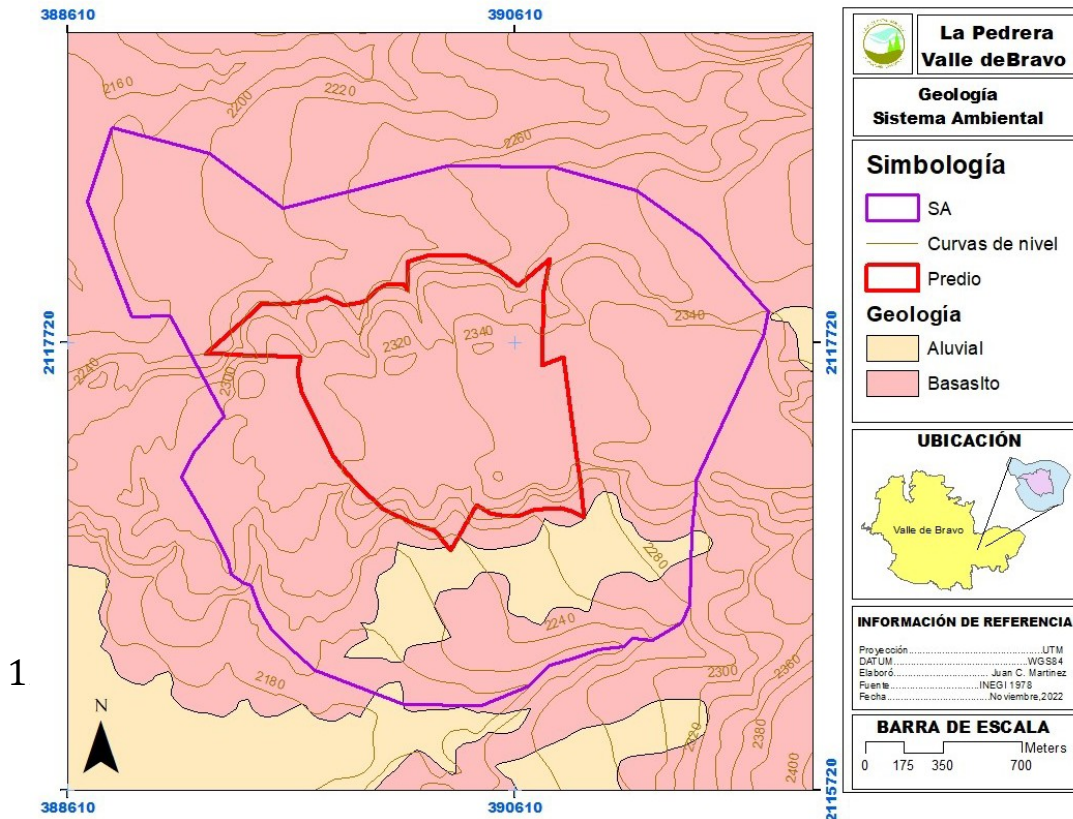 388610
390610
2117720
2117720
388610
390610
2115720
2160
2200
2220
2260
2240
2300
2320
2340
2340
2280
2240
2180
2300
2320
2360
2380
2400
N
1
La Pedrera
Valle deBravo
Geología
Sistema Ambiental
Simbología
SA
Curvas de nivel
Predio
Geología
Aluvial
Basaslto
UBICACIÓN
Valle de Bravo
INFORMACIÓN DE REFERENCIA
Proyección....................UTM
DATUM........................WGS84
Elaboró................Juan C. Martinez
Fuente....................INEGI 1978
Fecha..................Noviembre,2022
BARRA DE ESCALA
Meters
0 175 350 700